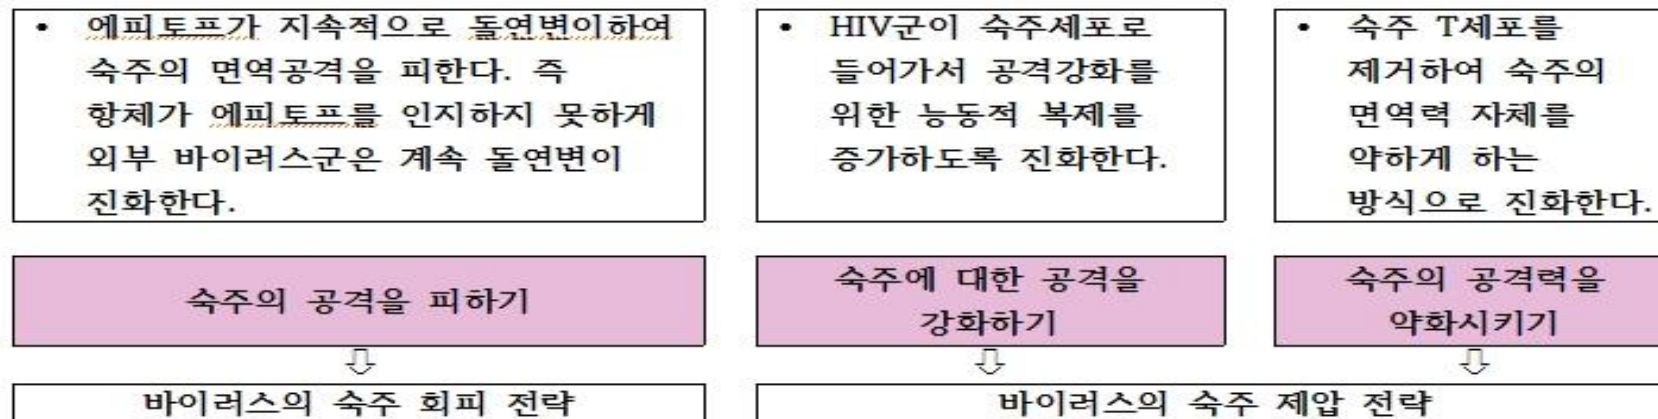 • 에피토프가 지속적으로 돌연변이하여
숙주의 면역공격을 피한다. 즉
항체가 에피토프를 인지하지 못하게
외부 바이러스군은 계속 돌연변이
진화한다.
• HIV군이 숙주세포로
들어가서 공격강화를
위한 능동적 복제를
증가하도록 진화한다.
• 숙주 T세포를
제거하여 숙주의
면역력 자체를
약하게 하는
방식으로 진화한다.
숙주의 공격을 피하기
숙주에 대한 공격을
강화하기
숙주의 공격력을
약화시키기
바이러스의 숙주 회피 전략
바이러스의 숙주 제압 전략